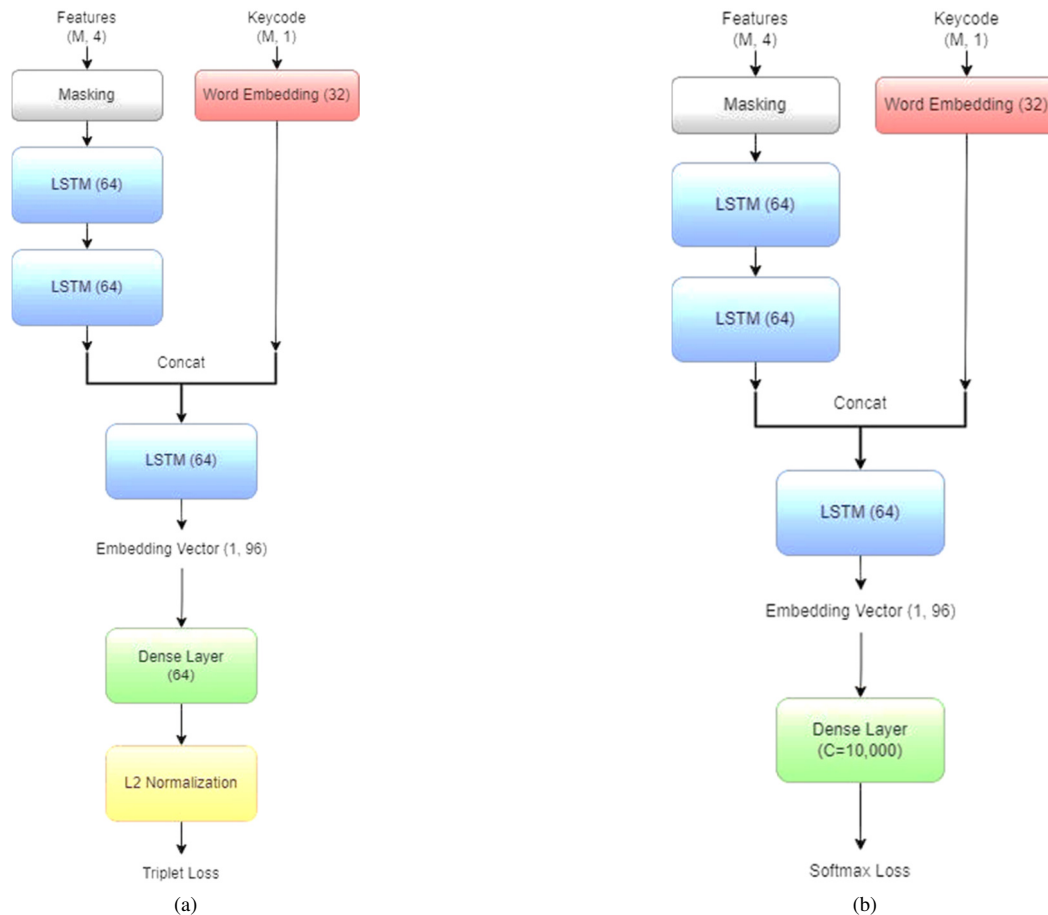 Features
(M, 4)
Keycode
(M, 1)
Masking
Word Embedding (32)
LSTM (64)
LSTM (64)
Concat
LSTM (64)
Embedding Vector (1, 96)
Dense Layer
(64)
L2 Normalization
Triplet Loss
(a)
Features
(M, 4)
Keycode
(M, 1)
Masking
Word Embedding (32)
LSTM (64)
LSTM (64)
Concat
LSTM (64)
Embedding Vector (1, 96)
Dense Layer
(C=10,000)
Softmax Loss
(b)